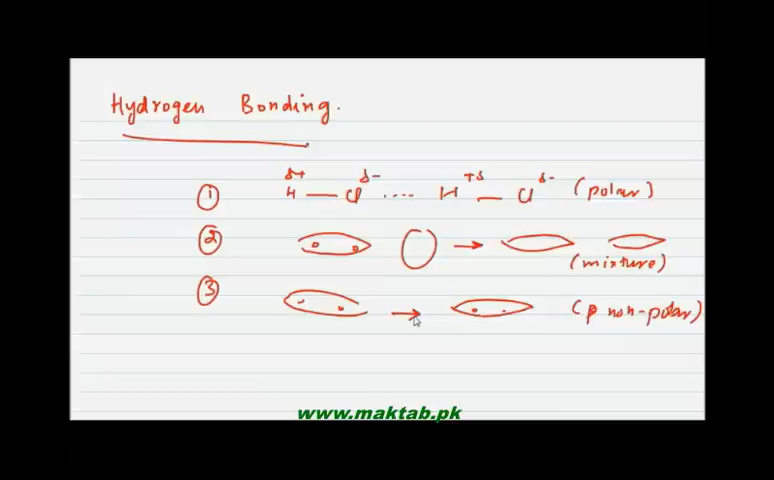 Hydrogen Bonding.
① δ+ H — Cl δ- .... H +δ — Cl δ- (polar)
② → (mixture)
③ → (p non-polar)
www.maktab.pk